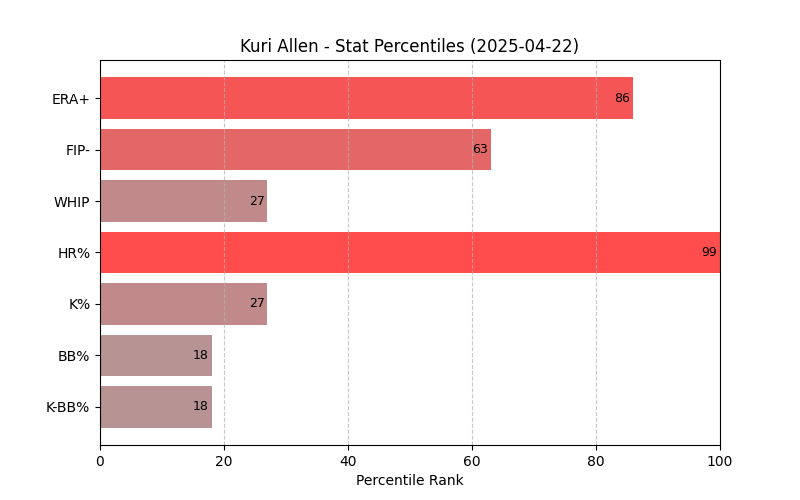 Kuri Allen - Stat Percentiles (2025-04-22)
ERA+ 86
FIP- 63
WHIP 27
HR% 99
K% 27
BB% 18
K-BB% 18
0 20 40 60 80 100
Percentile Rank